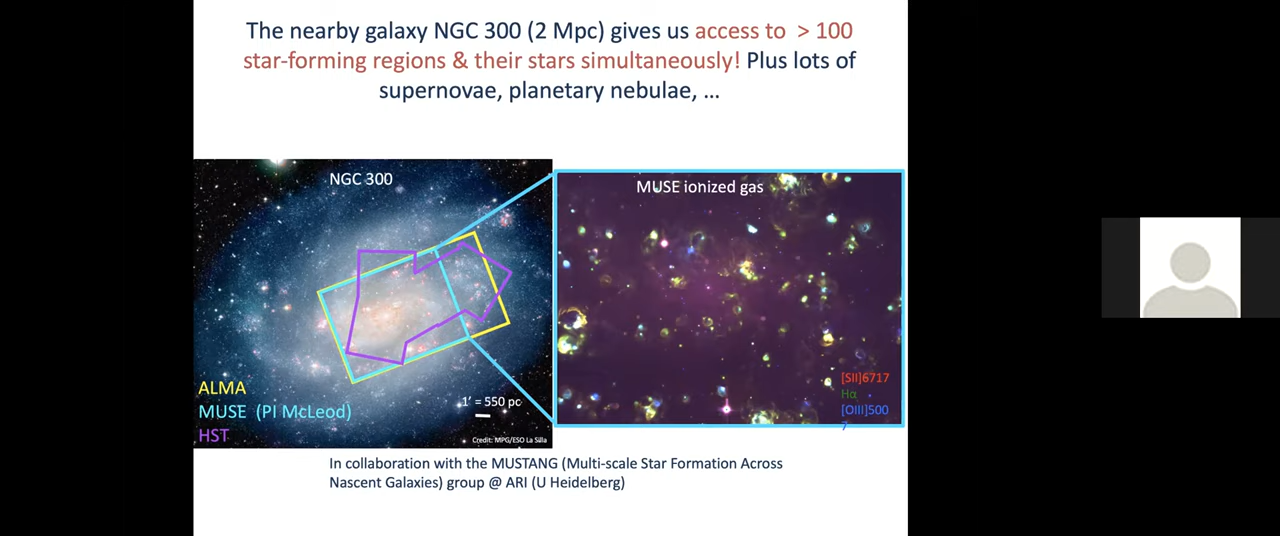 The nearby galaxy NGC 300 (2 Mpc) gives us access to > 100
star-forming regions & their stars simultaneously! Plus lots of
supernovae, planetary nebulae, ...
NGC 300
ALMA
MUSE (PI McLeod)
HST
1' = 550 pc
Credit: MPG/ESO La Silla
MUSE ionized gas
[SII]6717
Hα
[OIII]500
7
In collaboration with the MUSTANG (Multi-scale Star Formation Across
Nascent Galaxies) group @ ARI (U Heidelberg)